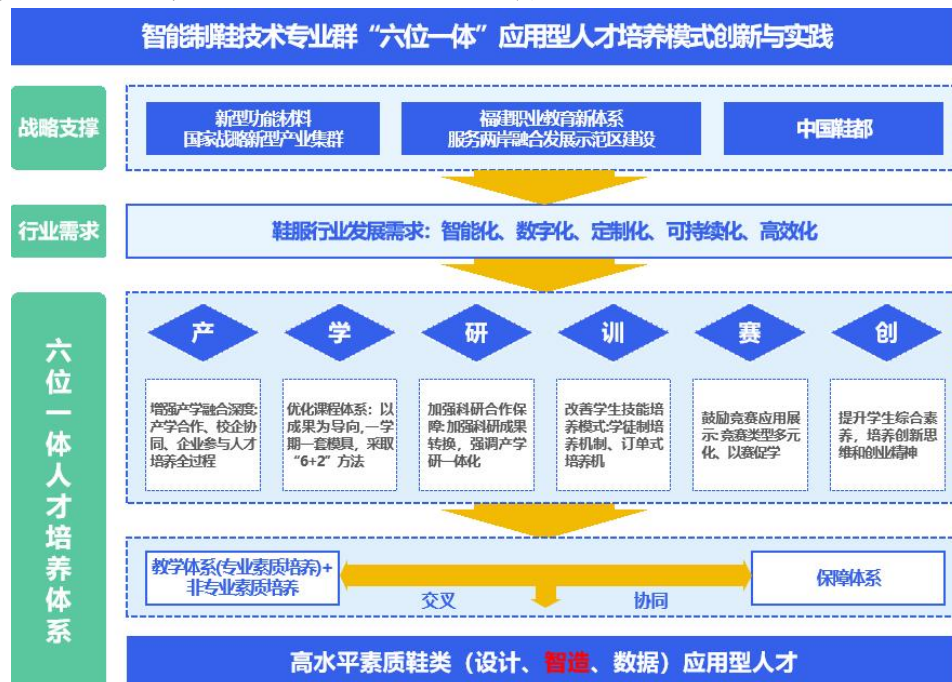 智能制鞋技术专业群“六位一体”应用型人才培养模式创新与实践
战略支撑
新型功能材料
国家战略新型产业集群
福建职业教育新体系
服务两岸融合发展示范区建设
中国鞋都
行业需求
鞋服行业发展需求：智能化、数字化、定制化、可持续化、高效化
六位一体人才培养体系
产
学
研
训
赛
创
增强产学融合深度:
产学合作、校企协
同、企业参与人才
培养全过程
优化课程体系：以
成果为导向,一学
期一套模具，采取
“6+2”方法
加强科研合作保
障:加强科研成果
转换，强调产学
研一体化
改善学生技能培
养模式:学徒制培
养机制、订单式
培养机
鼓励竞赛应用展
示:竞赛类型多元
化、以赛促学
提升学生综合素
养，培养创新思
维和创业精神
教学体系(专业素质培养)+
非专业素质培养
交叉
协同
保障体系
高水平素质鞋类（设计、智造、数据）应用型人才